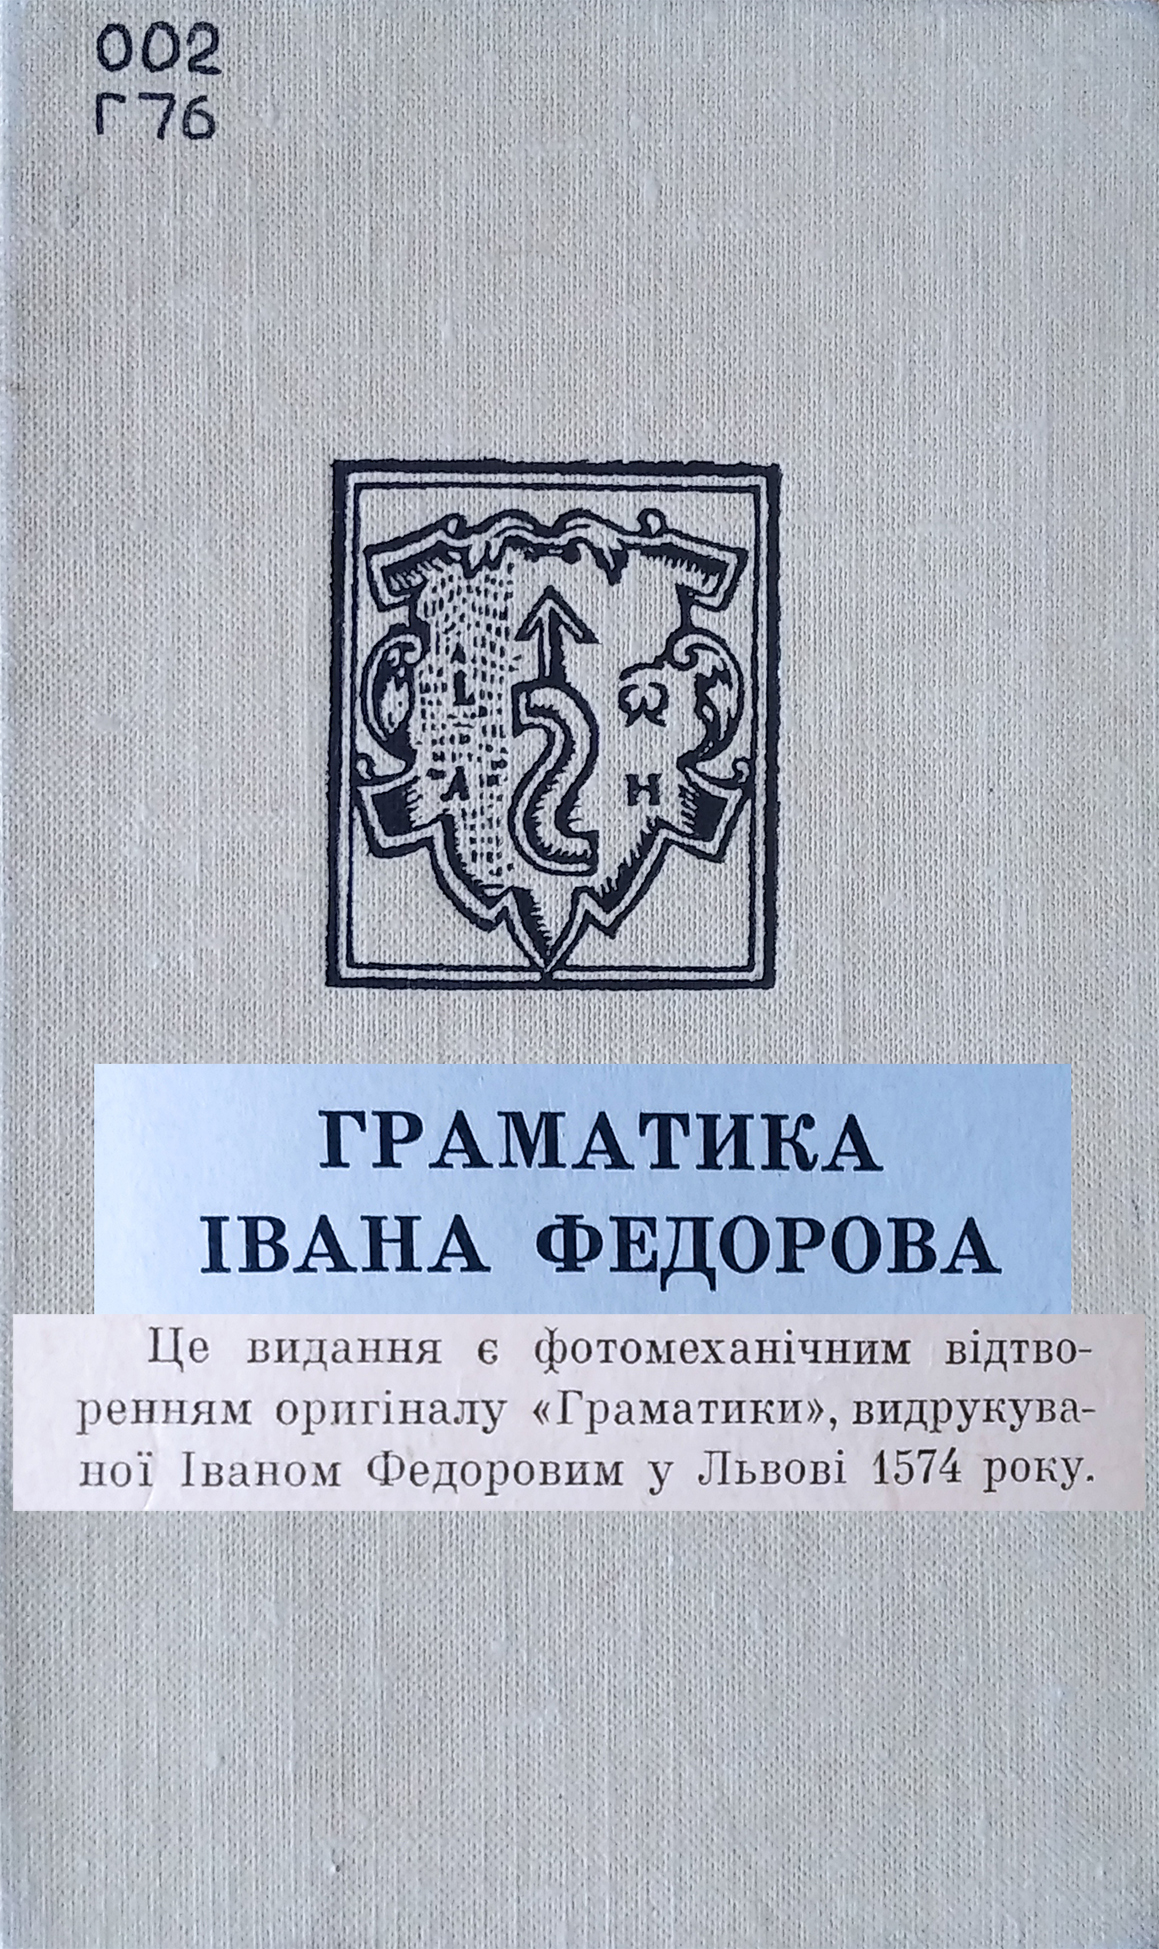 002
Г76
ГРАМАТИКА
ІВАНА ФЕДОРОВА
Це видання є фотомеханічним відтво-
ренням оригіналу «Граматики», видрукува-
ної Іваном Федоровим у Львові 1574 року.